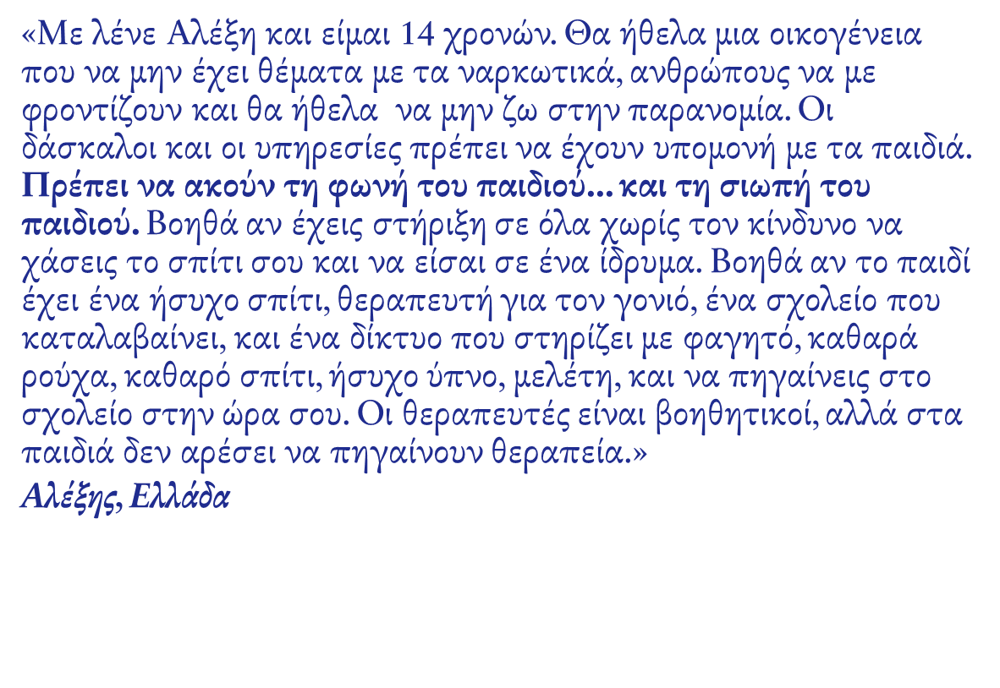 «Με λένε Αλέξη και είμαι 14 χρονών. Θα ήθελα μια οικογένεια
που να μην έχει θέματα με τα ναρκωτικά, ανθρώπους να με
φροντίζουν και θα ήθελα  να μην ζω στην παρανομία. Οι
δάσκαλοι και οι υπηρεσίες πρέπει να έχουν υπομονή με τα παιδιά.
Πρέπει να ακούν τη φωνή του παιδιού... και τη σιωπή του
παιδιού. Βοηθά αν έχεις στήριξη σε όλα χωρίς τον κίνδυνο να
χάσεις το σπίτι σου και να είσαι σε ένα ίδρυμα. Βοηθά αν το παιδί
έχει ένα ήσυχο σπίτι, θεραπευτή για τον γονιό, ένα σχολείο που
καταλαβαίνει, και ένα δίκτυο που στηρίζει με φαγητό, καθαρά
ρούχα, καθαρό σπίτι, ήσυχο ύπνο, μελέτη, και να πηγαίνεις στο
σχολείο στην ώρα σου. Οι θεραπευτές είναι βοηθητικοί, αλλά στα
παιδιά δεν αρέσει να πηγαίνουν θεραπεία.»
Αλέξης, Ελλάδα